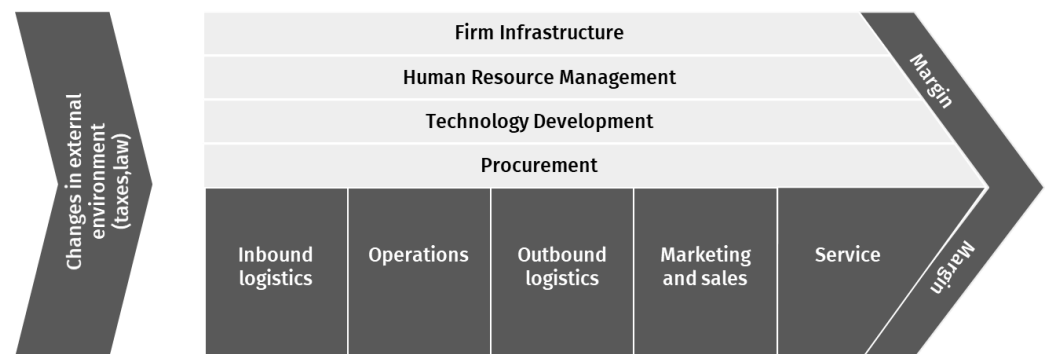 Changes in external
environment
(taxes,law)
Firm Infrastructure
Human Resource Management
Technology Development
Procurement
Margin
Inbound
logistics
Operations
Outbound
logistics
Marketing
and sales
Service
Margin